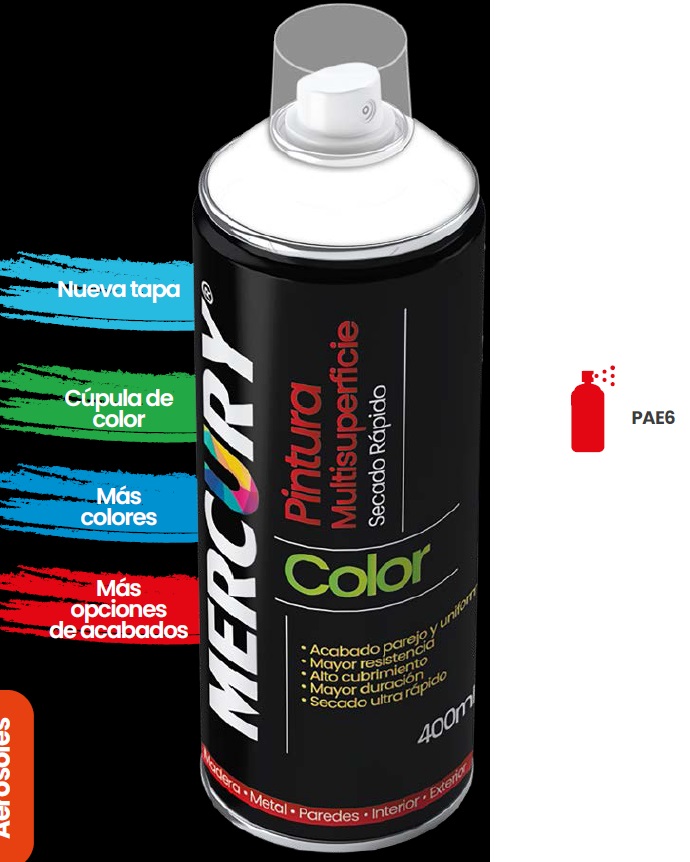 Nueva tapa
Cúpula de
color
Más
colores
Más
opciones
de acabados
Aerosoles
MERCURY®
Pintura
Multisuperficie
Secado Rápido
Color
• Acabado parejo y uniform
• Mayor resistencia
• Alto cubrimiento
• Mayor duración
• Secado ultra rápido
400ml
Madera • Metal • Paredes • Interior • Exterior
PAE6